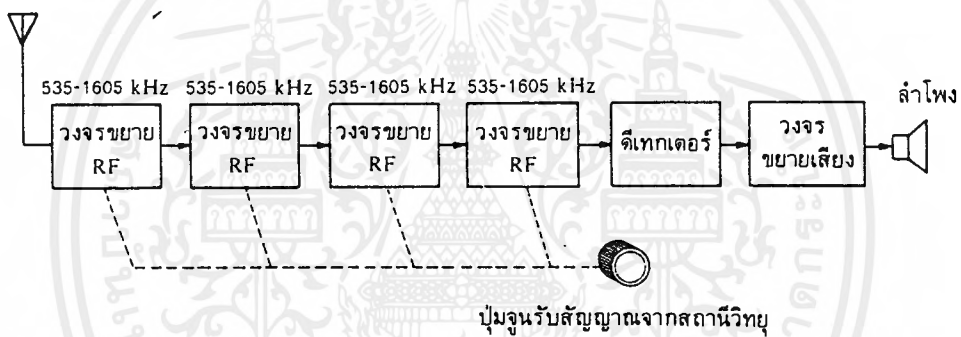 535-1605 kHz 535-1605 kHz 535-1605 kHz 535-1605 kHz
ลำโพง
วงจรขยาย
RF
วงจรขยาย
RF
วงจรขยาย
RF
วงจรขยาย
RF
ดีเทกเตอร์
วงจร
ขยายเสียง
ปุ่มจูนรับสัญญาณจากสถานีวิทยุ